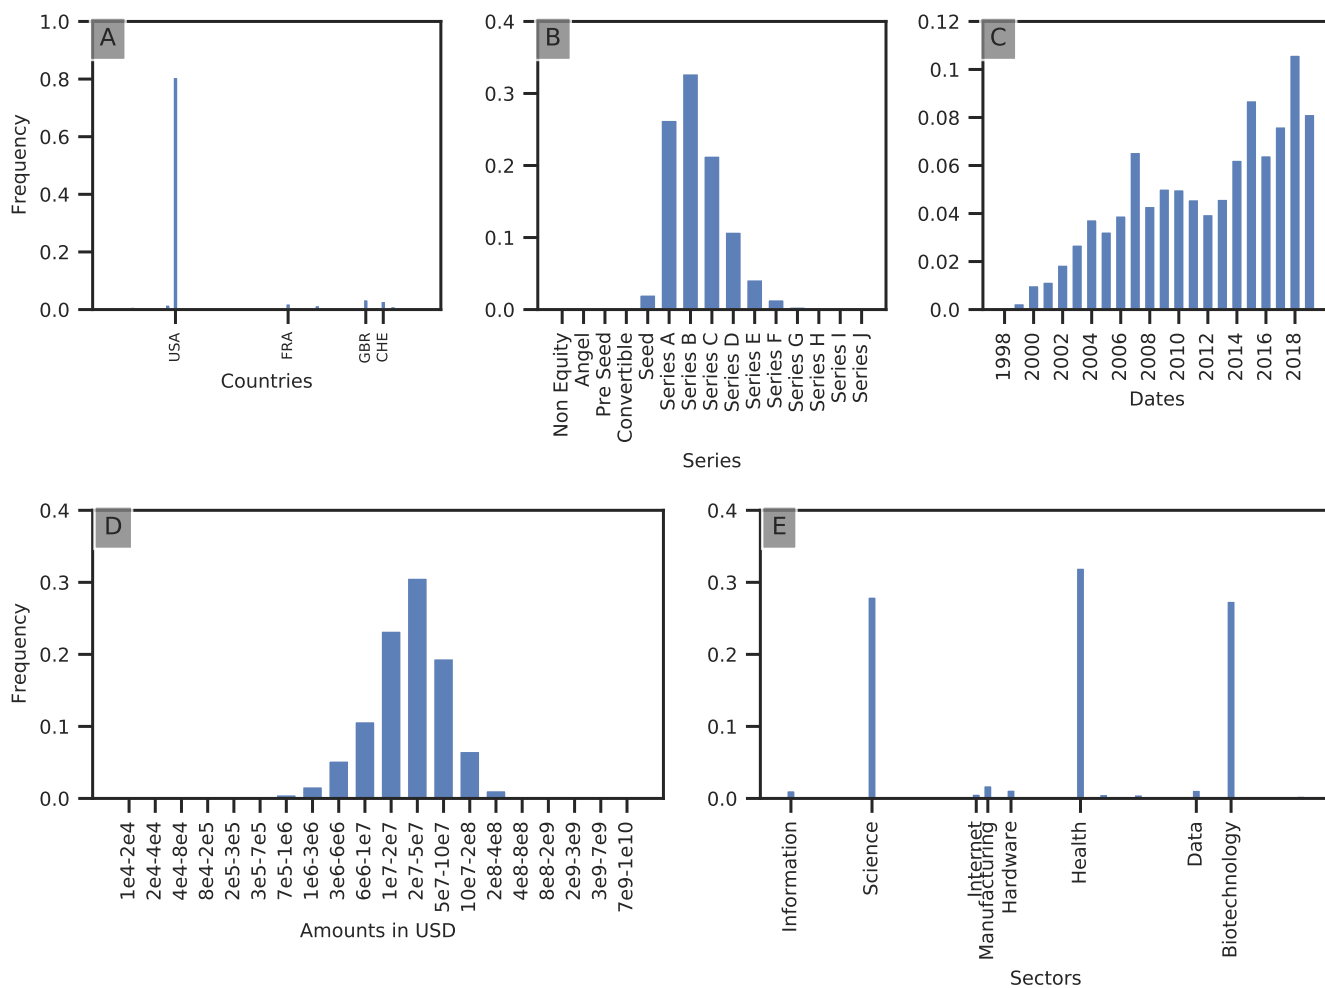 A
1.0
0.8
0.6
0.4
0.2
0.0
Frequency
USA
FRA
GBR
CHE
Countries
B
0.4
0.3
0.2
0.1
0.0
Non Equity
Angel
Pre Seed
Convertible
Seed
Series A
Series B
Series C
Series D
Series E
Series F
Series G
Series H
Series I
Series J
Series
C
0.12
0.1
0.08
0.06
0.04
0.02
0.0
1998
2000
2002
2004
2006
2008
2010
2012
2014
2016
2018
Dates
D
0.4
0.3
0.2
0.1
0.0
Frequency
1e4-2e4
2e4-4e4
4e4-8e4
8e4-2e5
2e5-3e5
3e5-7e5
7e5-1e6
1e6-3e6
3e6-6e6
6e6-1e7
1e7-2e7
2e7-5e7
5e7-10e7
10e7-2e8
2e8-4e8
4e8-8e8
8e8-2e9
2e9-3e9
3e9-7e9
7e9-1e10
Amounts in USD
E
0.4
0.3
0.2
0.1
0.0
Information
Science
Internet
Manufacturing
Hardware
Health
Data
Biotechnology
Sectors